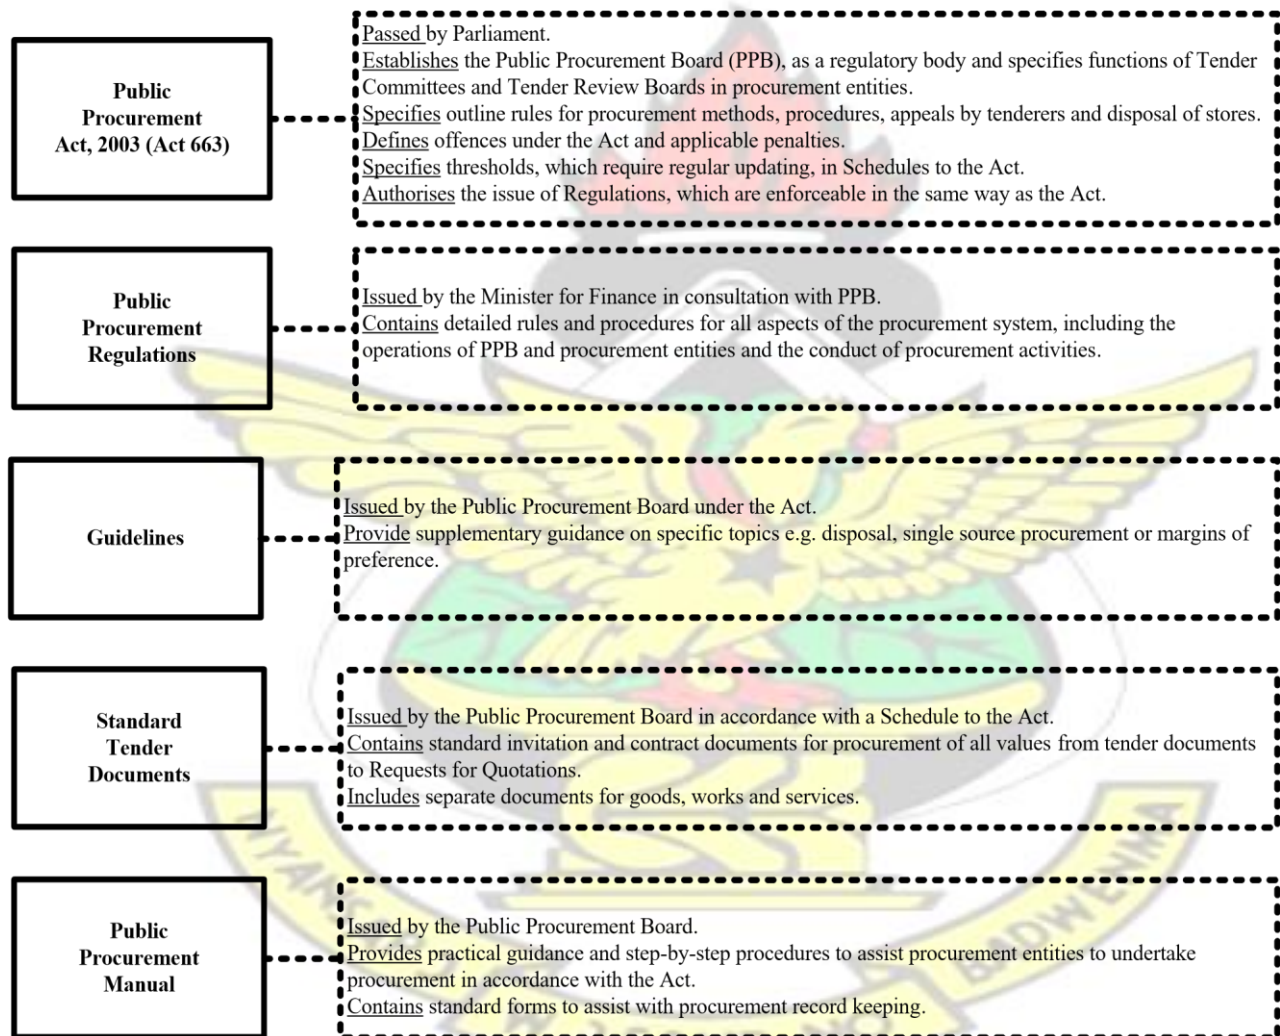 Public
Procurement
Act, 2003 (Act 663)
Passed by Parliament.
Establishes the Public Procurement Board (PPB), as a regulatory body and specifies functions of Tender
Committees and Tender Review Boards in procurement entities.
Specifies outline rules for procurement methods, procedures, appeals by tenderers and disposal of stores.
Defines offences under the Act and applicable penalties.
Specifies thresholds, which require regular updating, in Schedules to the Act.
Authorises the issue of Regulations, which are enforceable in the same way as the Act.
Public
Procurement
Regulations
Issued by the Minister for Finance in consultation with PPB.
Contains detailed rules and procedures for all aspects of the procurement system, including the
operations of PPB and procurement entities and the conduct of procurement activities.
Guidelines
Issued by the Public Procurement Board under the Act.
Provide supplementary guidance on specific topics e.g. disposal, single source procurement or margins of
preference.
Standard
Tender
Documents
Issued by the Public Procurement Board in accordance with a Schedule to the Act.
Contains standard invitation and contract documents for procurement of all values from tender documents
to Requests for Quotations.
Includes separate documents for goods, works and services.
Public
Procurement
Manual
Issued by the Public Procurement Board.
Provides practical guidance and step-by-step procedures to assist procurement entities to undertake
procurement in accordance with the Act.
Contains standard forms to assist with procurement record keeping.
BADWENMA